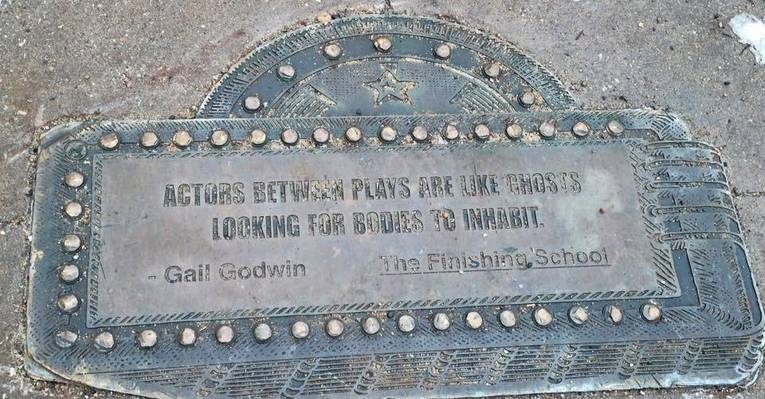 ACTORS BETWEEN PLAYS ARE LIKE GHOSTS
LOOKING FOR BODIES TO INHABIT.
- Gail Godwin The Finishing School